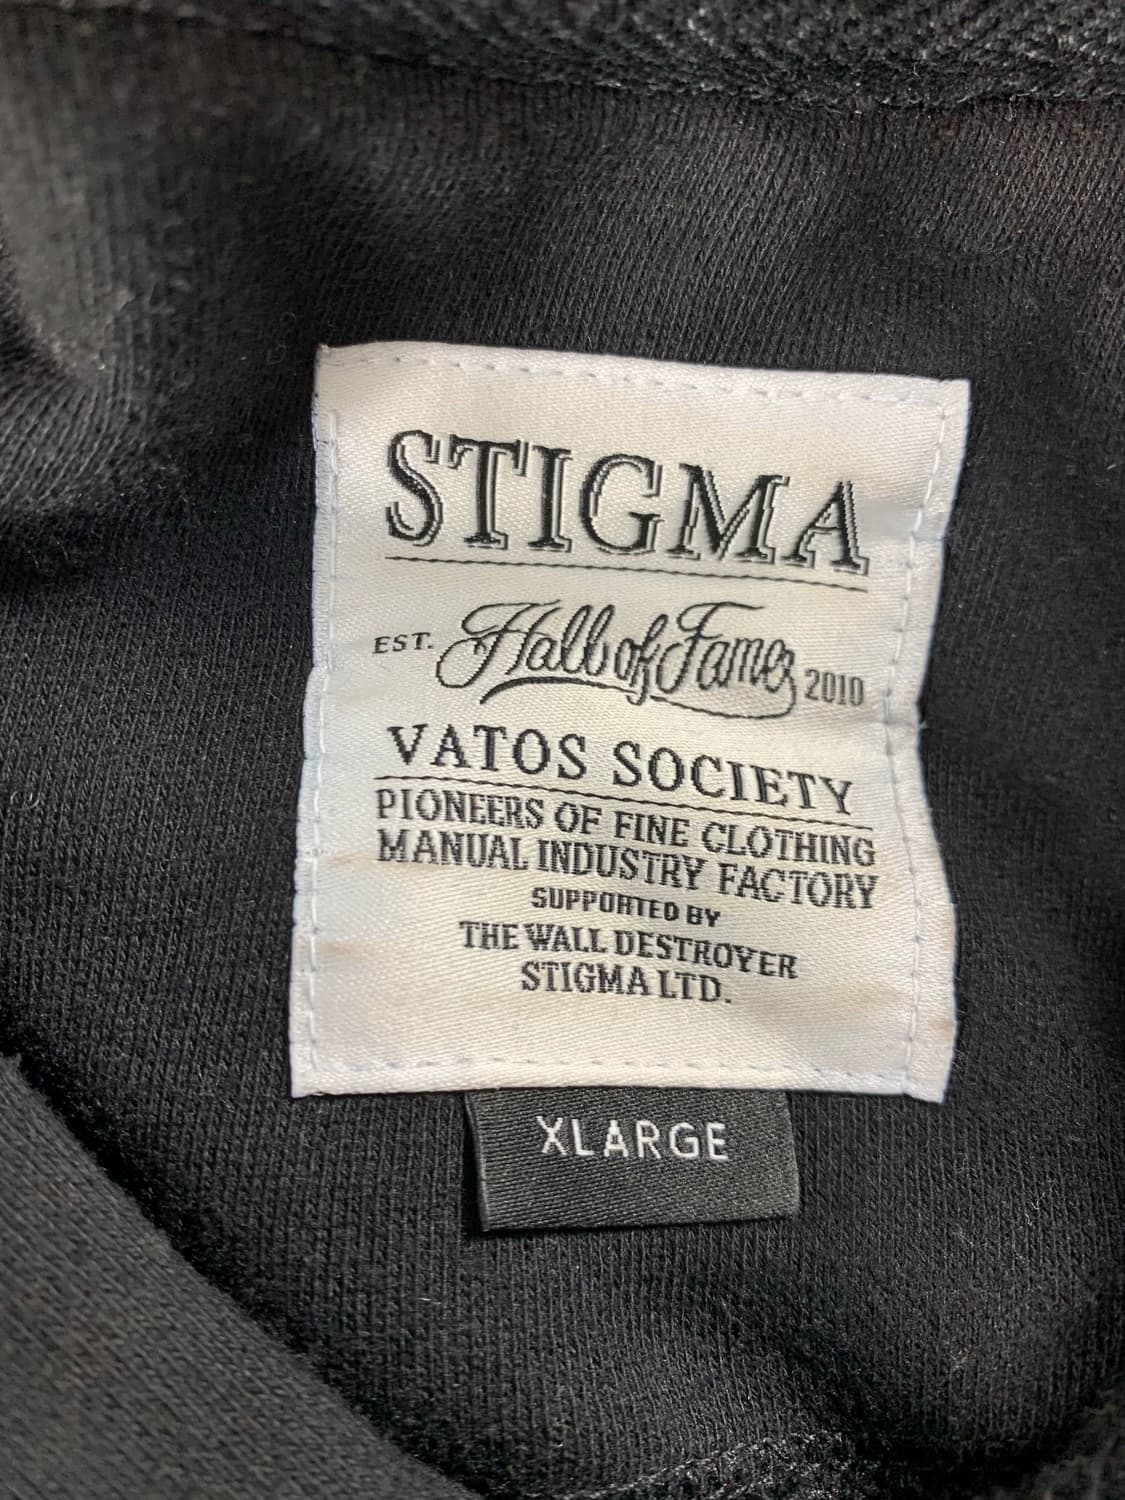 STIGMA
EST. Hall of Fame 2010
VATOS SOCIETY
PIONEERS OF FINE CLOTHING
MANUAL INDUSTRY FACTORY
SUPPORTED BY
THE WALL DESTROYER
STIGMA LTD.
XLARGE